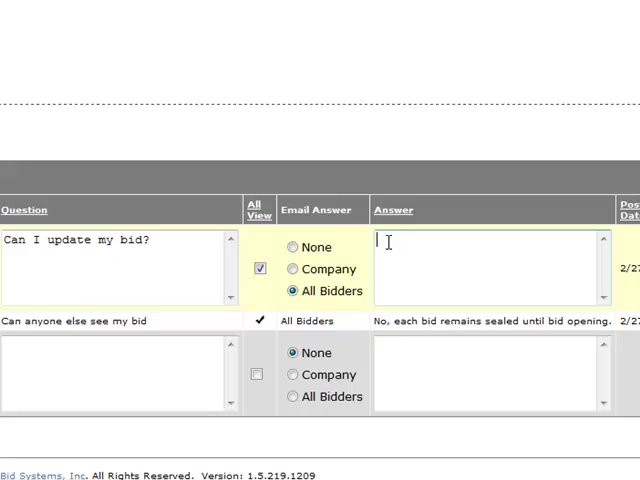 Question All View Email Answer Answer Post Date
Can I update my bid?
None
Company
All Bidders
2/27
Can anyone else see my bid All Bidders No, each bid remains sealed until bid opening. 2/27
None
Company
All Bidders
Bid Systems, Inc. All Rights Reserved. Version: 1.5.219.1209